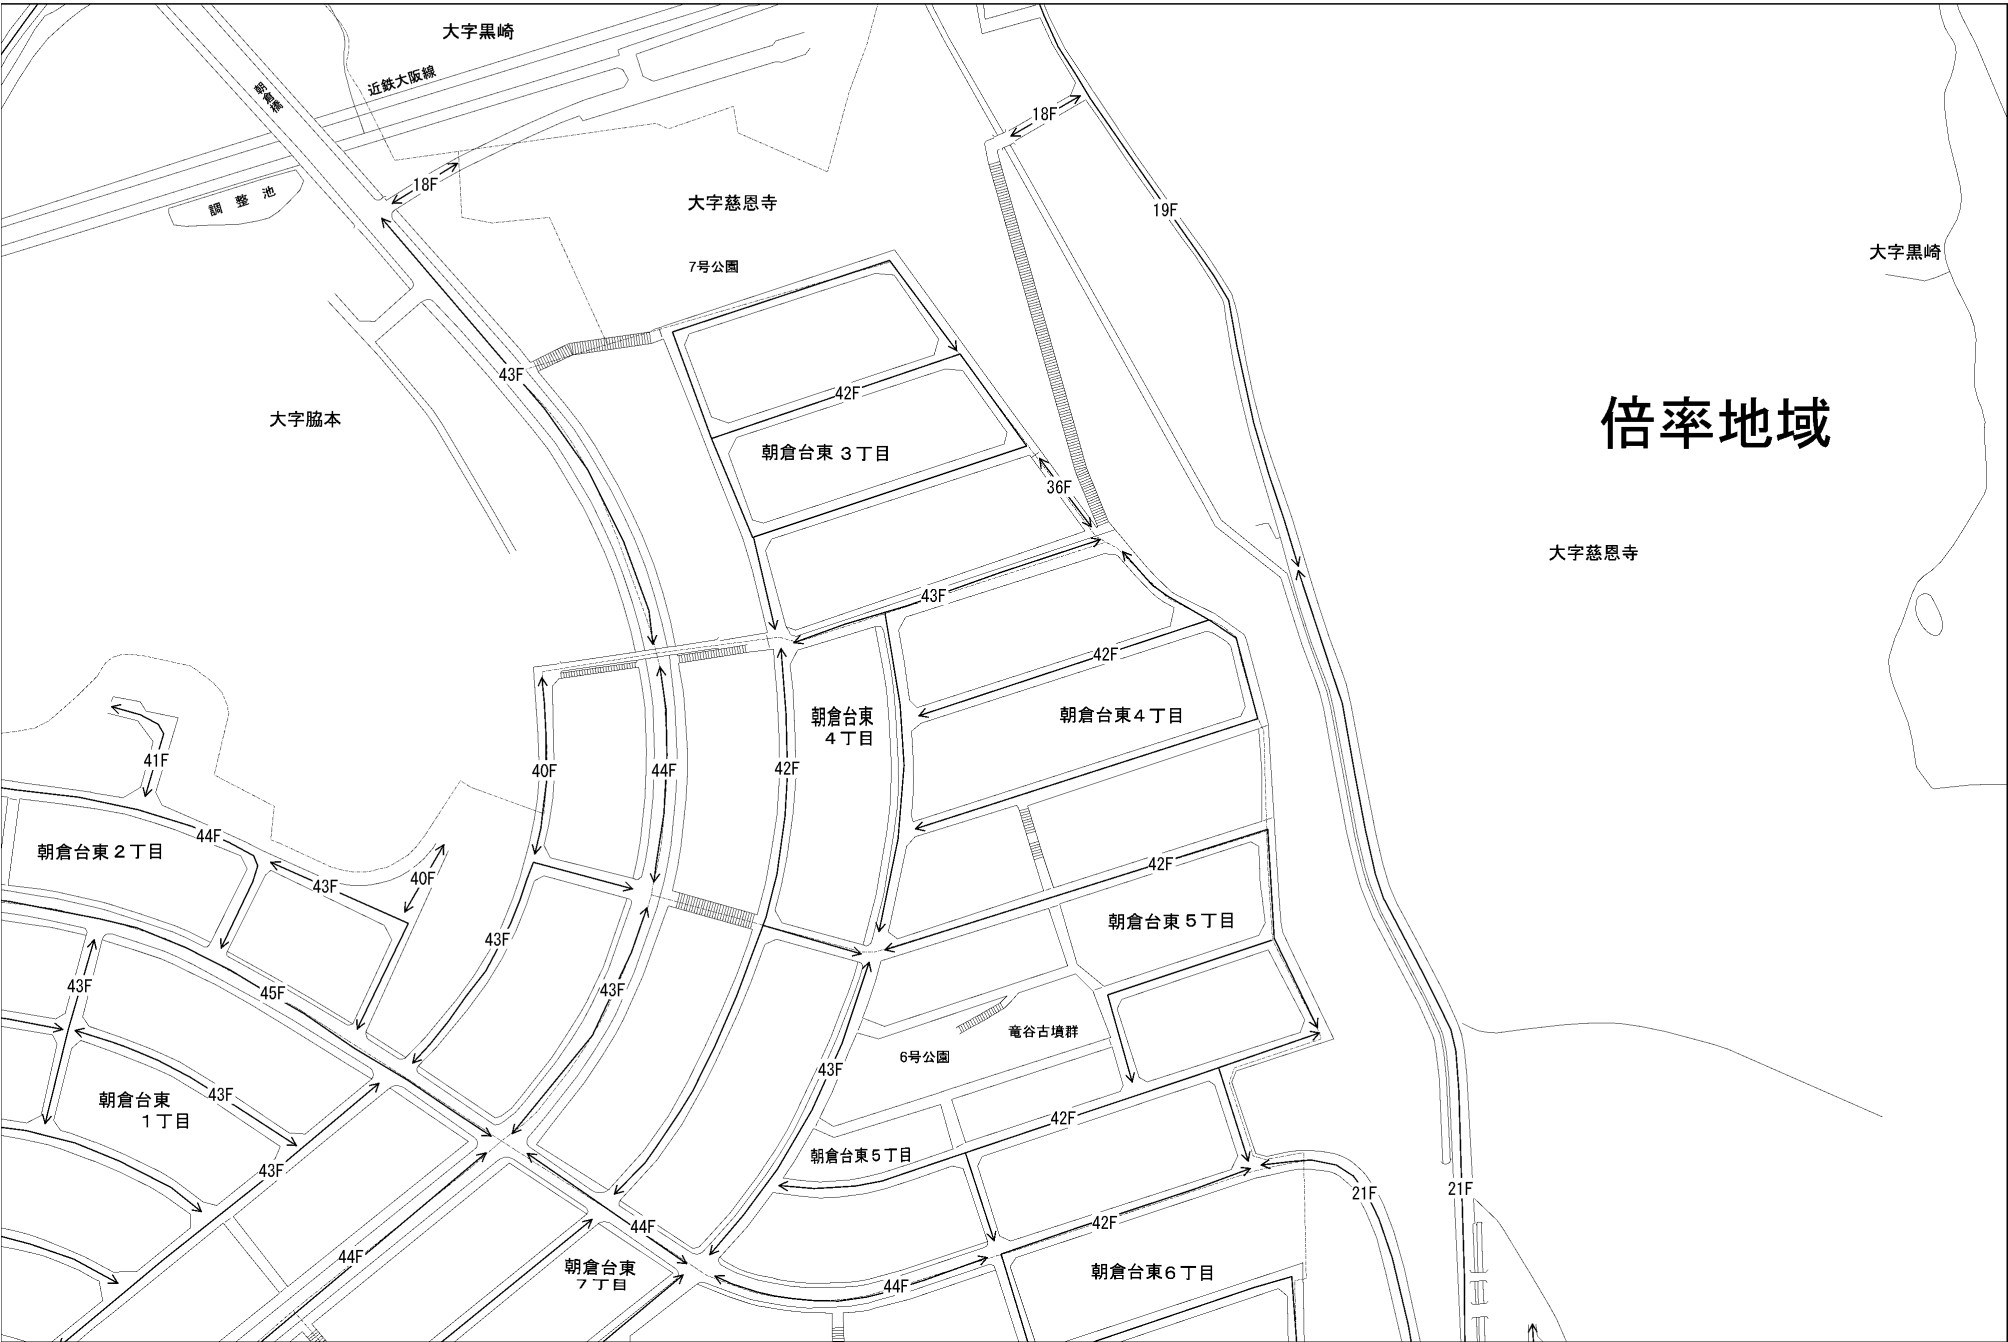 大字黒崎
近鉄大阪線
朝倉橋
18F
18F
調整池
大字慈恩寺
19F
大字黒崎
7号公園
43F
42F
大字脇本
倍率地域
朝倉台東3丁目
36F
大字慈恩寺
43F
42F
朝倉台東
4丁目
朝倉台東4丁目
41F
40F
44F
42F
44F
朝倉台東2丁目
43F
40F
42F
朝倉台東5丁目
43F
43F
45F
43F
竜谷古墳群
6号公園
43F
朝倉台東
1丁目
43F
42F
朝倉台東5丁目
43F
21F
21F
44F
42F
44F
朝倉台東
7丁目
朝倉台東6丁目
44F